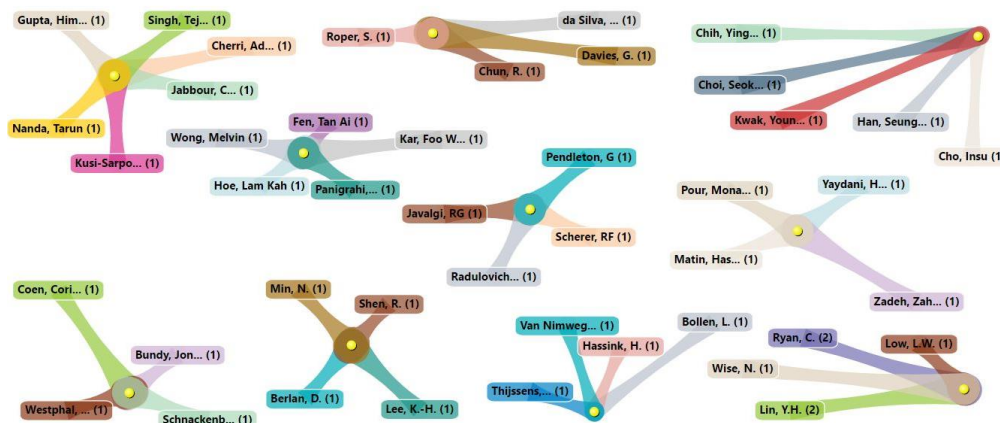 Gupta, Him... (1)
Singh, Tej... (1)
Cherri, Ad... (1)
Jabbour, C... (1)
Nanda, Tarun (1)
Kusi-Sarpo... (1)
Roper, S. (1)
da Silva, ... (1)
Davies, G. (1)
Chun, R. (1)
Chih, Ying... (1)
Choi, Seok... (1)
Kwak, Youn... (1)
Han, Seung... (1)
Cho, Insu (1
Fen, Tan Ai (1)
Wong, Melvin (1)
Kar, Foo W... (1)
Hoe, Lam Kah (1)
Panigrahi,... (1)
Pendleton, G (1)
Javalgi, RG (1)
Scherer, RF (1)
Radulovich... (1)
Pour, Mona... (1)
Yaydani, H... (1)
Matin, Has... (1)
Zadeh, Zah... (1)
Coen, Cori... (1)
Bundy, Jon... (1)
Westphal, ... (1)
Schnackenb... (1)
Min, N. (1)
Shen, R. (1)
Berlan, D. (1)
Lee, K.-H. (1)
Van Nimweg... (1)
Hassink, H. (1)
Bollen, L. (1)
Thijssens,... (1)
Ryan, C. (2)
Low, L.W. (1)
Wise, N. (1)
Lin, Y.H. (2)